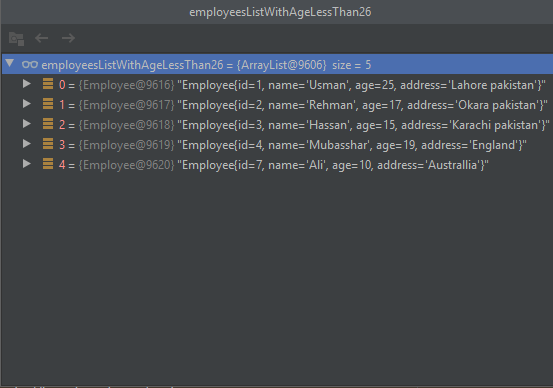 employeesListWithAgeLessThan26
employeesListWithAgeLessThan26 = {ArrayList@9606} size = 5
0 = {Employee@9616} "Employee{id=1, name='Usman', age=25, address='Lahore pakistan'}"
1 = {Employee@9617} "Employee{id=2, name='Rehman', age=17, address='Okara pakistan'}"
2 = {Employee@9618} "Employee{id=3, name='Hassan', age=15, address='Karachi pakistan'}"
3 = {Employee@9619} "Employee{id=4, name='Mubasshar', age=19, address='England'}"
4 = {Employee@9620} "Employee{id=7, name='Ali', age=10, address='Australlia'}"